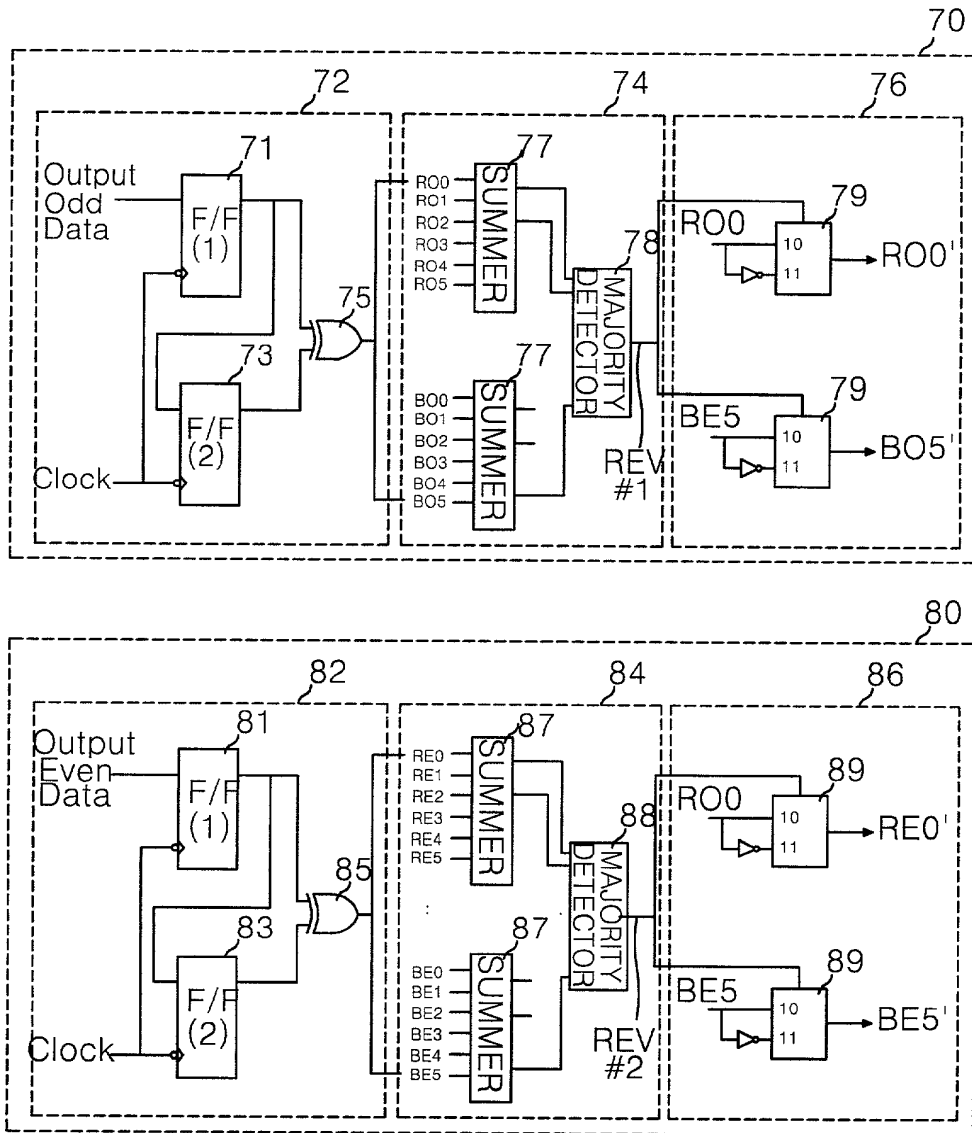 70
72
74
76
71
Output
Odd
Data
F/F
(1)
75
73
F/F
(2)
Clock
77
RO0
RO1
RO2
RO3
RO4
RO5
SUMMER
77
BO0
BO1
BO2
BO3
BO4
BO5
SUMMER
78
MAJORITY
DETECTOR
REV
#1
79
RO0
10
11
RO0'
79
BE5
10
11
BO5'
80
82
84
86
81
Output
Even
Data
F/F
(1)
85
83
F/F
(2)
Clock
87
RE0
RE1
RE2
RE3
RE4
RE5
SUMMER
87
BE0
BE1
BE2
BE3
BE4
BE5
SUMMER
88
MAJORITY
DETECTOR
REV
#2
89
RO0
10
11
RE0'
89
BE5
10
11
BE5'